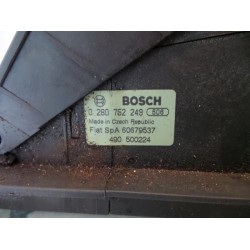 BOSCH
0 280 752 249 606
Made in Czech Republic
Fiat SpA 60679537
490 500224